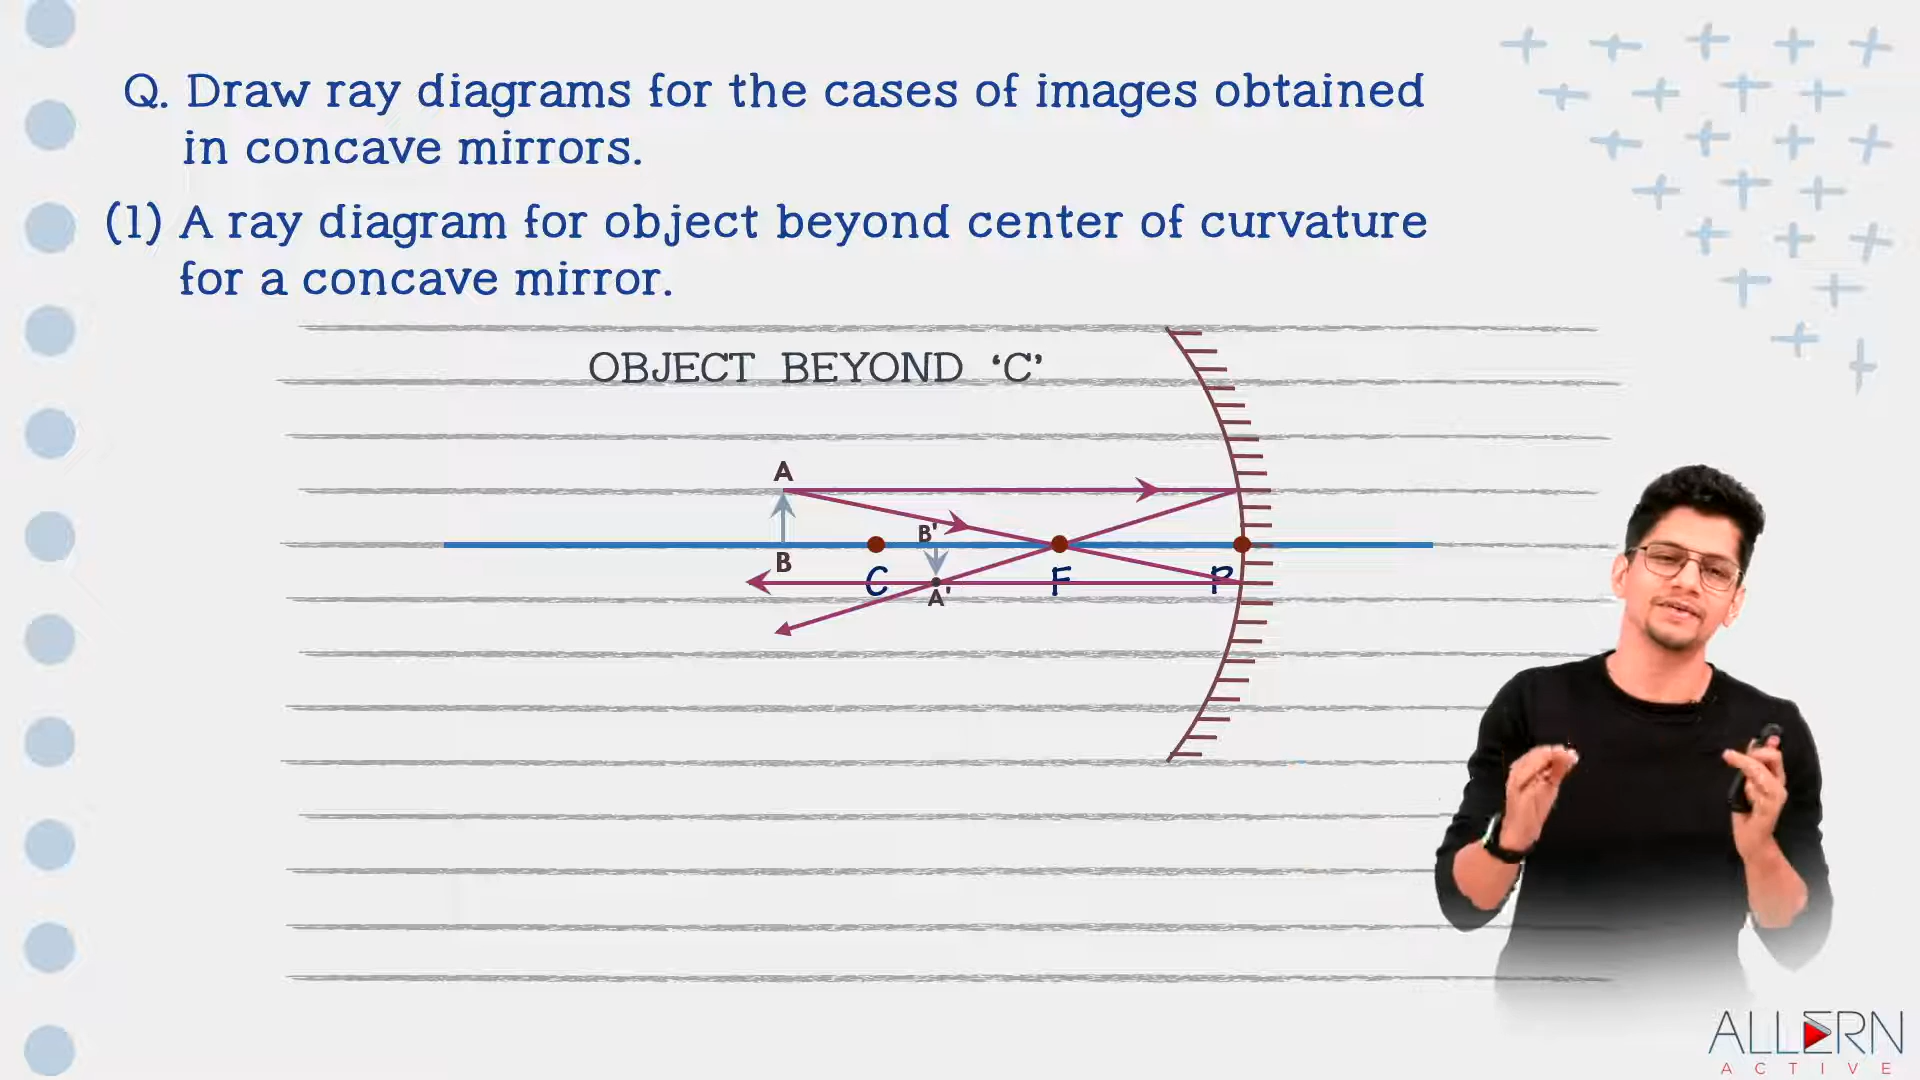 Q. Draw ray diagrams for the cases of images obtained
in concave mirrors.
(1) A ray diagram for object beyond center of curvature
for a concave mirror.
OBJECT BEYOND ‘C’
A
B'
B
C
F
P
A'
ALLERN
ACTIVE